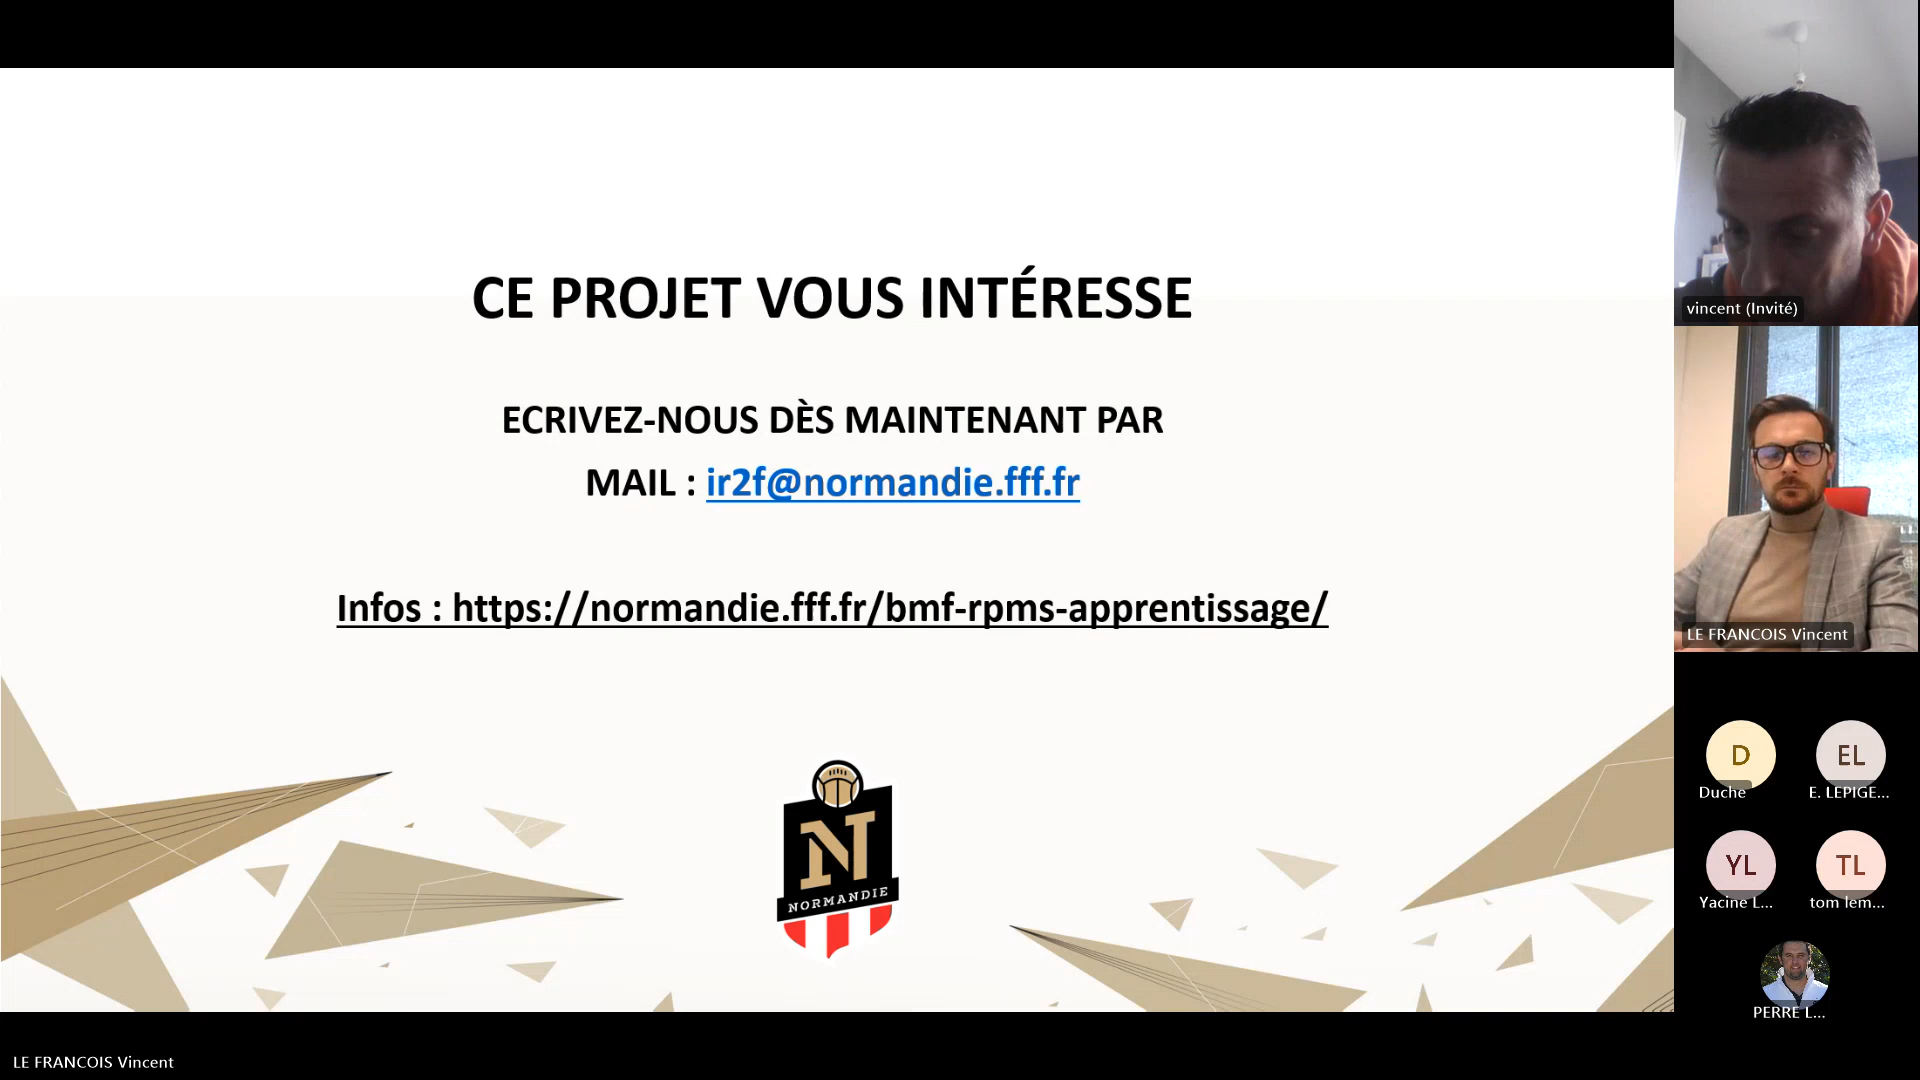 CE PROJET VOUS INTÉRESSE
ECRIVEZ-NOUS DÈS MAINTENANT PAR
MAIL : ir2f@normandie.fff.fr
Infos : https://normandie.fff.fr/bmf-rpms-apprentissage/
N
NORMANDIE
vincent (Invité)
LE FRANCOIS Vincent
D
Duche
EL
E. LEPIGE...
YL
Yacine L...
TL
tom lem...
PERRE L...
LE FRANCOIS Vincent